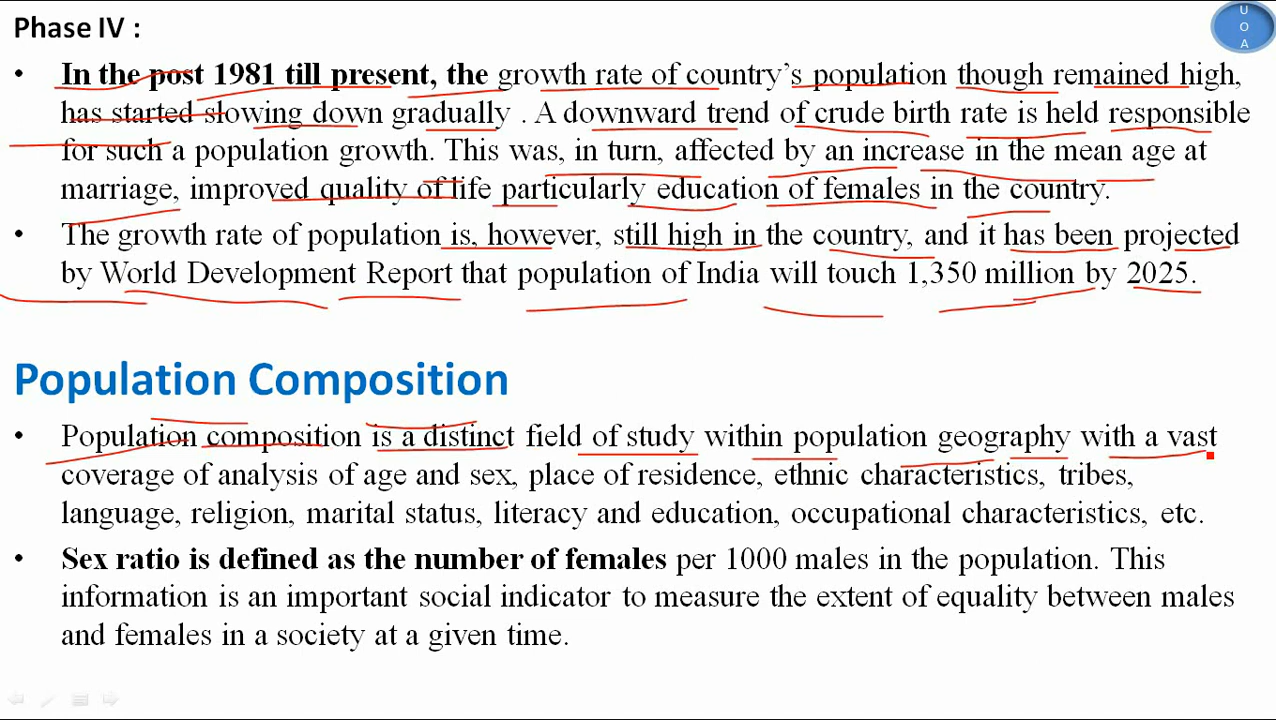 Phase IV :
U
O
A
• In the post 1981 till present, the growth rate of country's population though remained high,
has started slowing down gradually . A downward trend of crude birth rate is held responsible
for such a population growth. This was, in turn, affected by an increase in the mean age at
marriage, improved quality of life particularly education of females in the country.
• The growth rate of population is, however, still high in the country, and it has been projected
by World Development Report that population of India will touch 1,350 million by 2025.
Population Composition
• Population composition is a distinct field of study within population geography with a vast
coverage of analysis of age and sex, place of residence, ethnic characteristics, tribes,
language, religion, marital status, literacy and education, occupational characteristics, etc.
• Sex ratio is defined as the number of females per 1000 males in the population. This
information is an important social indicator to measure the extent of equality between males
and females in a society at a given time.